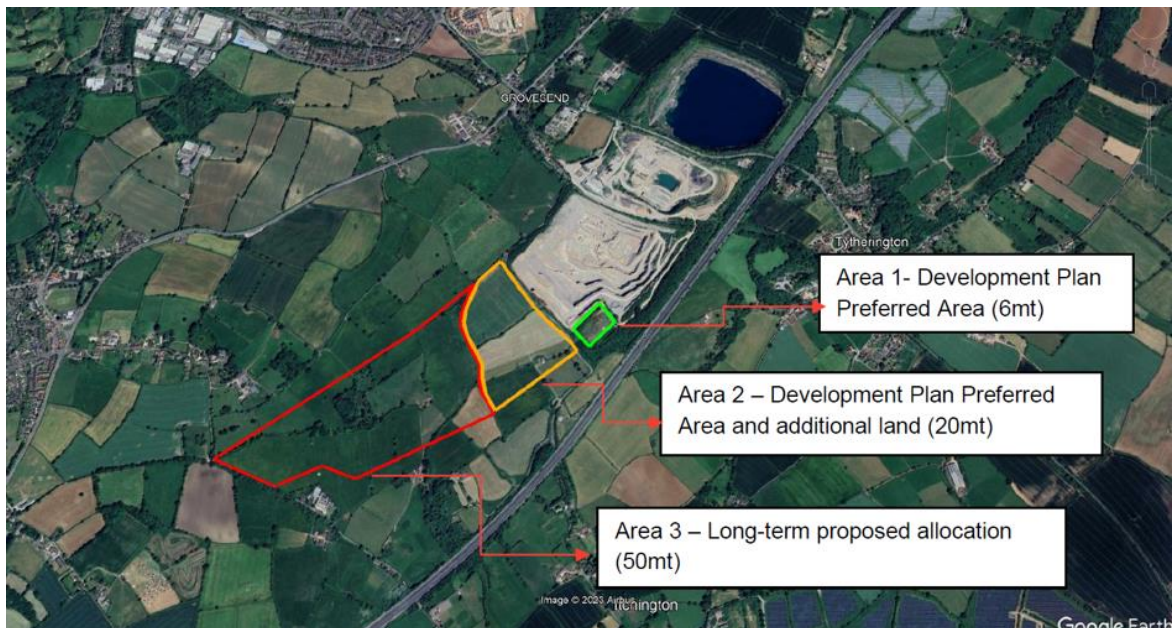 GROVESEND
Tytherington
Area 1- Development Plan
Preferred Area (6mt)
Area 2 – Development Plan Preferred
Area and additional land (20mt)
Area 3 – Long-term proposed allocation
(50mt)
Image © 2023 Airbus
Itchington
Google Earth